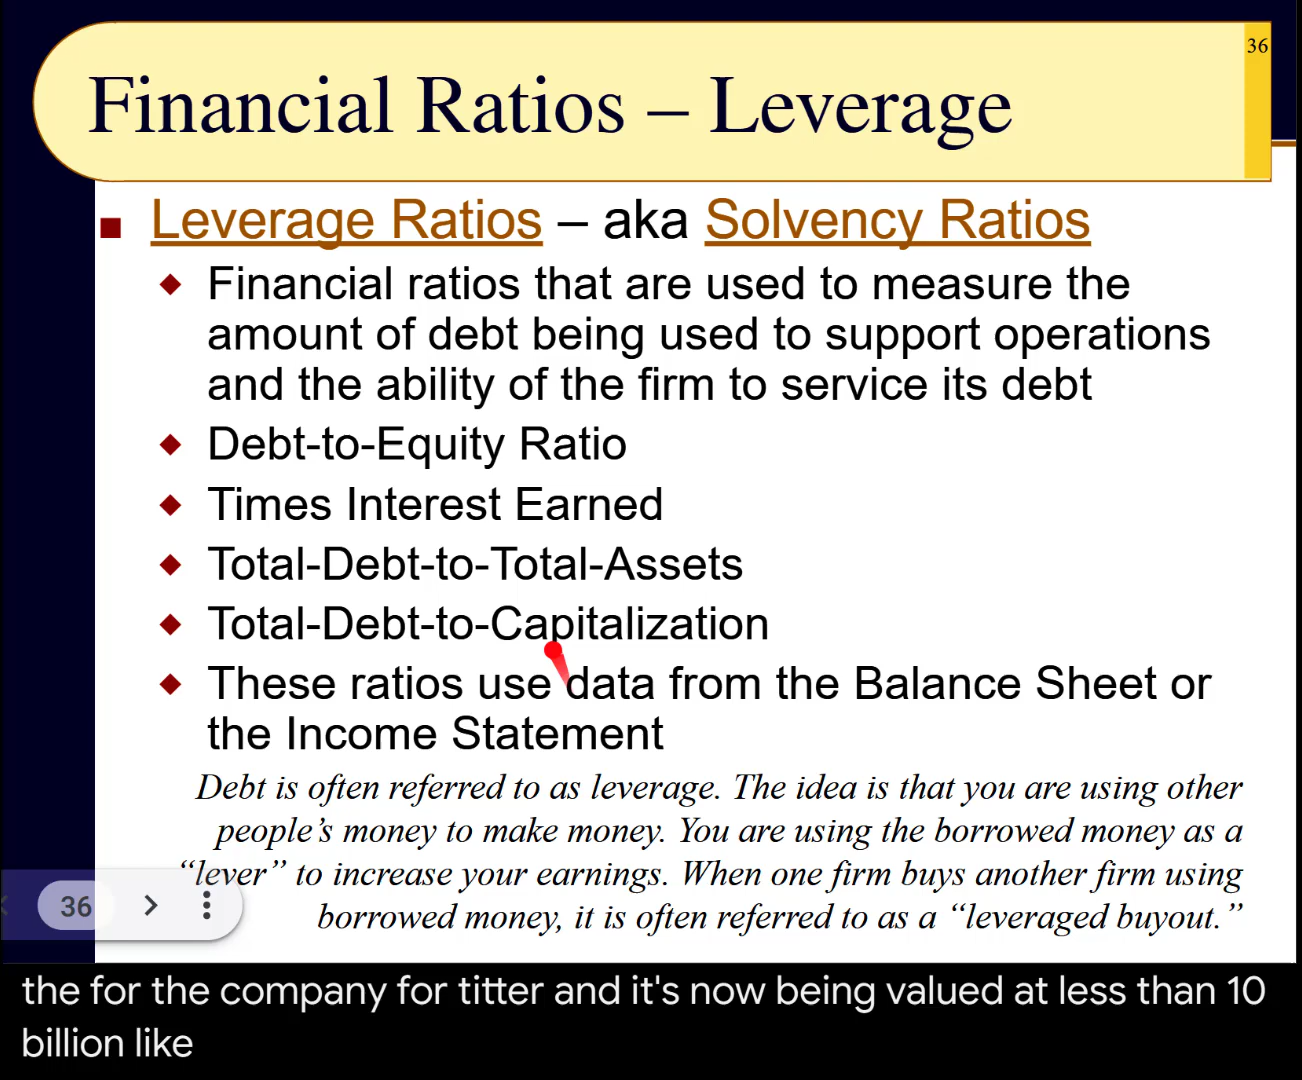 36
Financial Ratios – Leverage
Leverage Ratios – aka Solvency Ratios
Financial ratios that are used to measure the
amount of debt being used to support operations
and the ability of the firm to service its debt
Debt-to-Equity Ratio
Times Interest Earned
Total-Debt-to-Total-Assets
Total-Debt-to-Capitalization
These ratios use data from the Balance Sheet or
the Income Statement
Debt is often referred to as leverage. The idea is that you are using other
people’s money to make money. You are using the borrowed money as a
“lever” to increase your earnings. When one firm buys another firm using
borrowed money, it is often referred to as a “leveraged buyout.”
36
the for the company for titter and it's now being valued at less than 10
billion like